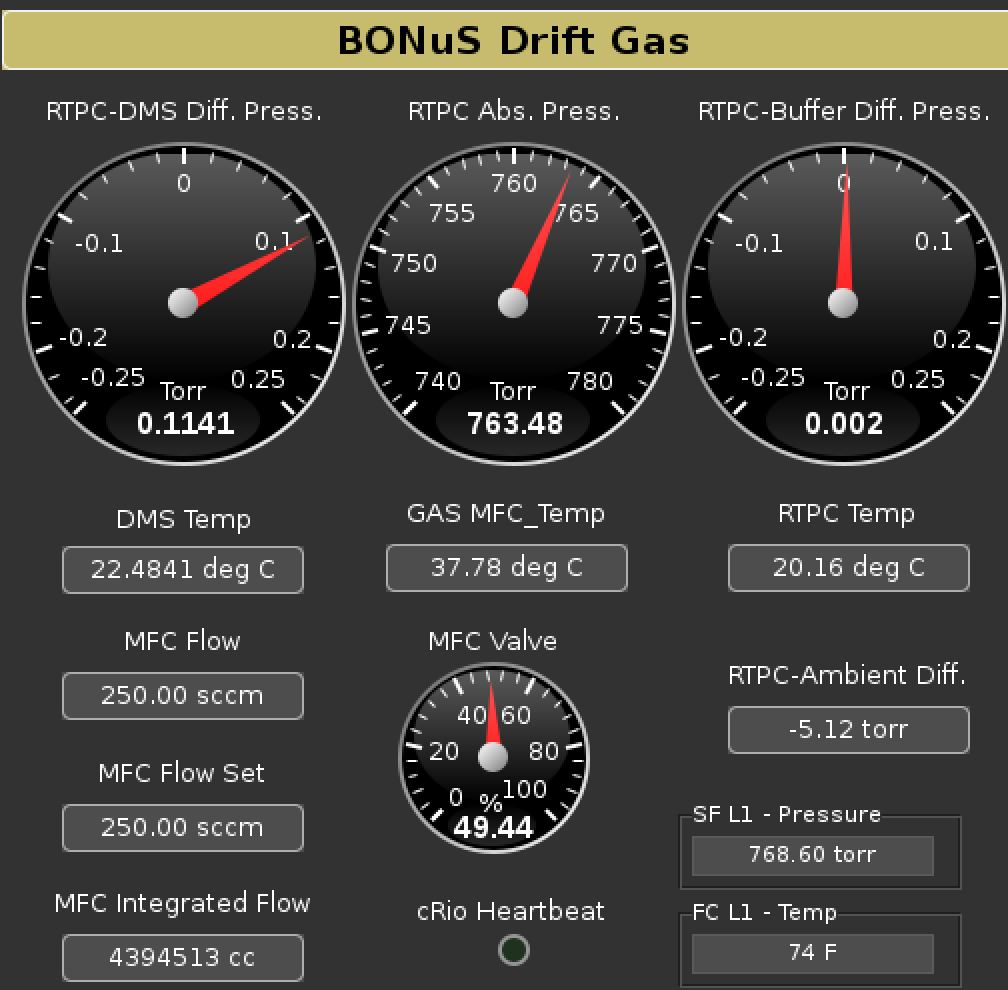 BONuS Drift Gas
RTPC-DMS Diff. Press.
RTPC Abs. Press.
RTPC-Buffer Diff. Press.
0
-0.1
0.1
-0.2
0.2
-0.25
0.25
Torr
0.1141
760
755
765
750
770
745
775
740
780
Torr
763.48
0
-0.1
0.1
-0.2
0.2
-0.25
0.25
Torr
0.002
DMS Temp
22.4841 deg C
GAS MFC_Temp
37.78 deg C
RTPC Temp
20.16 deg C
MFC Flow
250.00 sccm
MFC Flow Set
250.00 sccm
MFC Integrated Flow
4394513 cc
MFC Valve
40 60
20 80
0 % 100
49.44
cRio Heartbeat
RTPC-Ambient Diff.
-5.12 torr
SF L1 - Pressure
768.60 torr
FC L1 - Temp
74 F